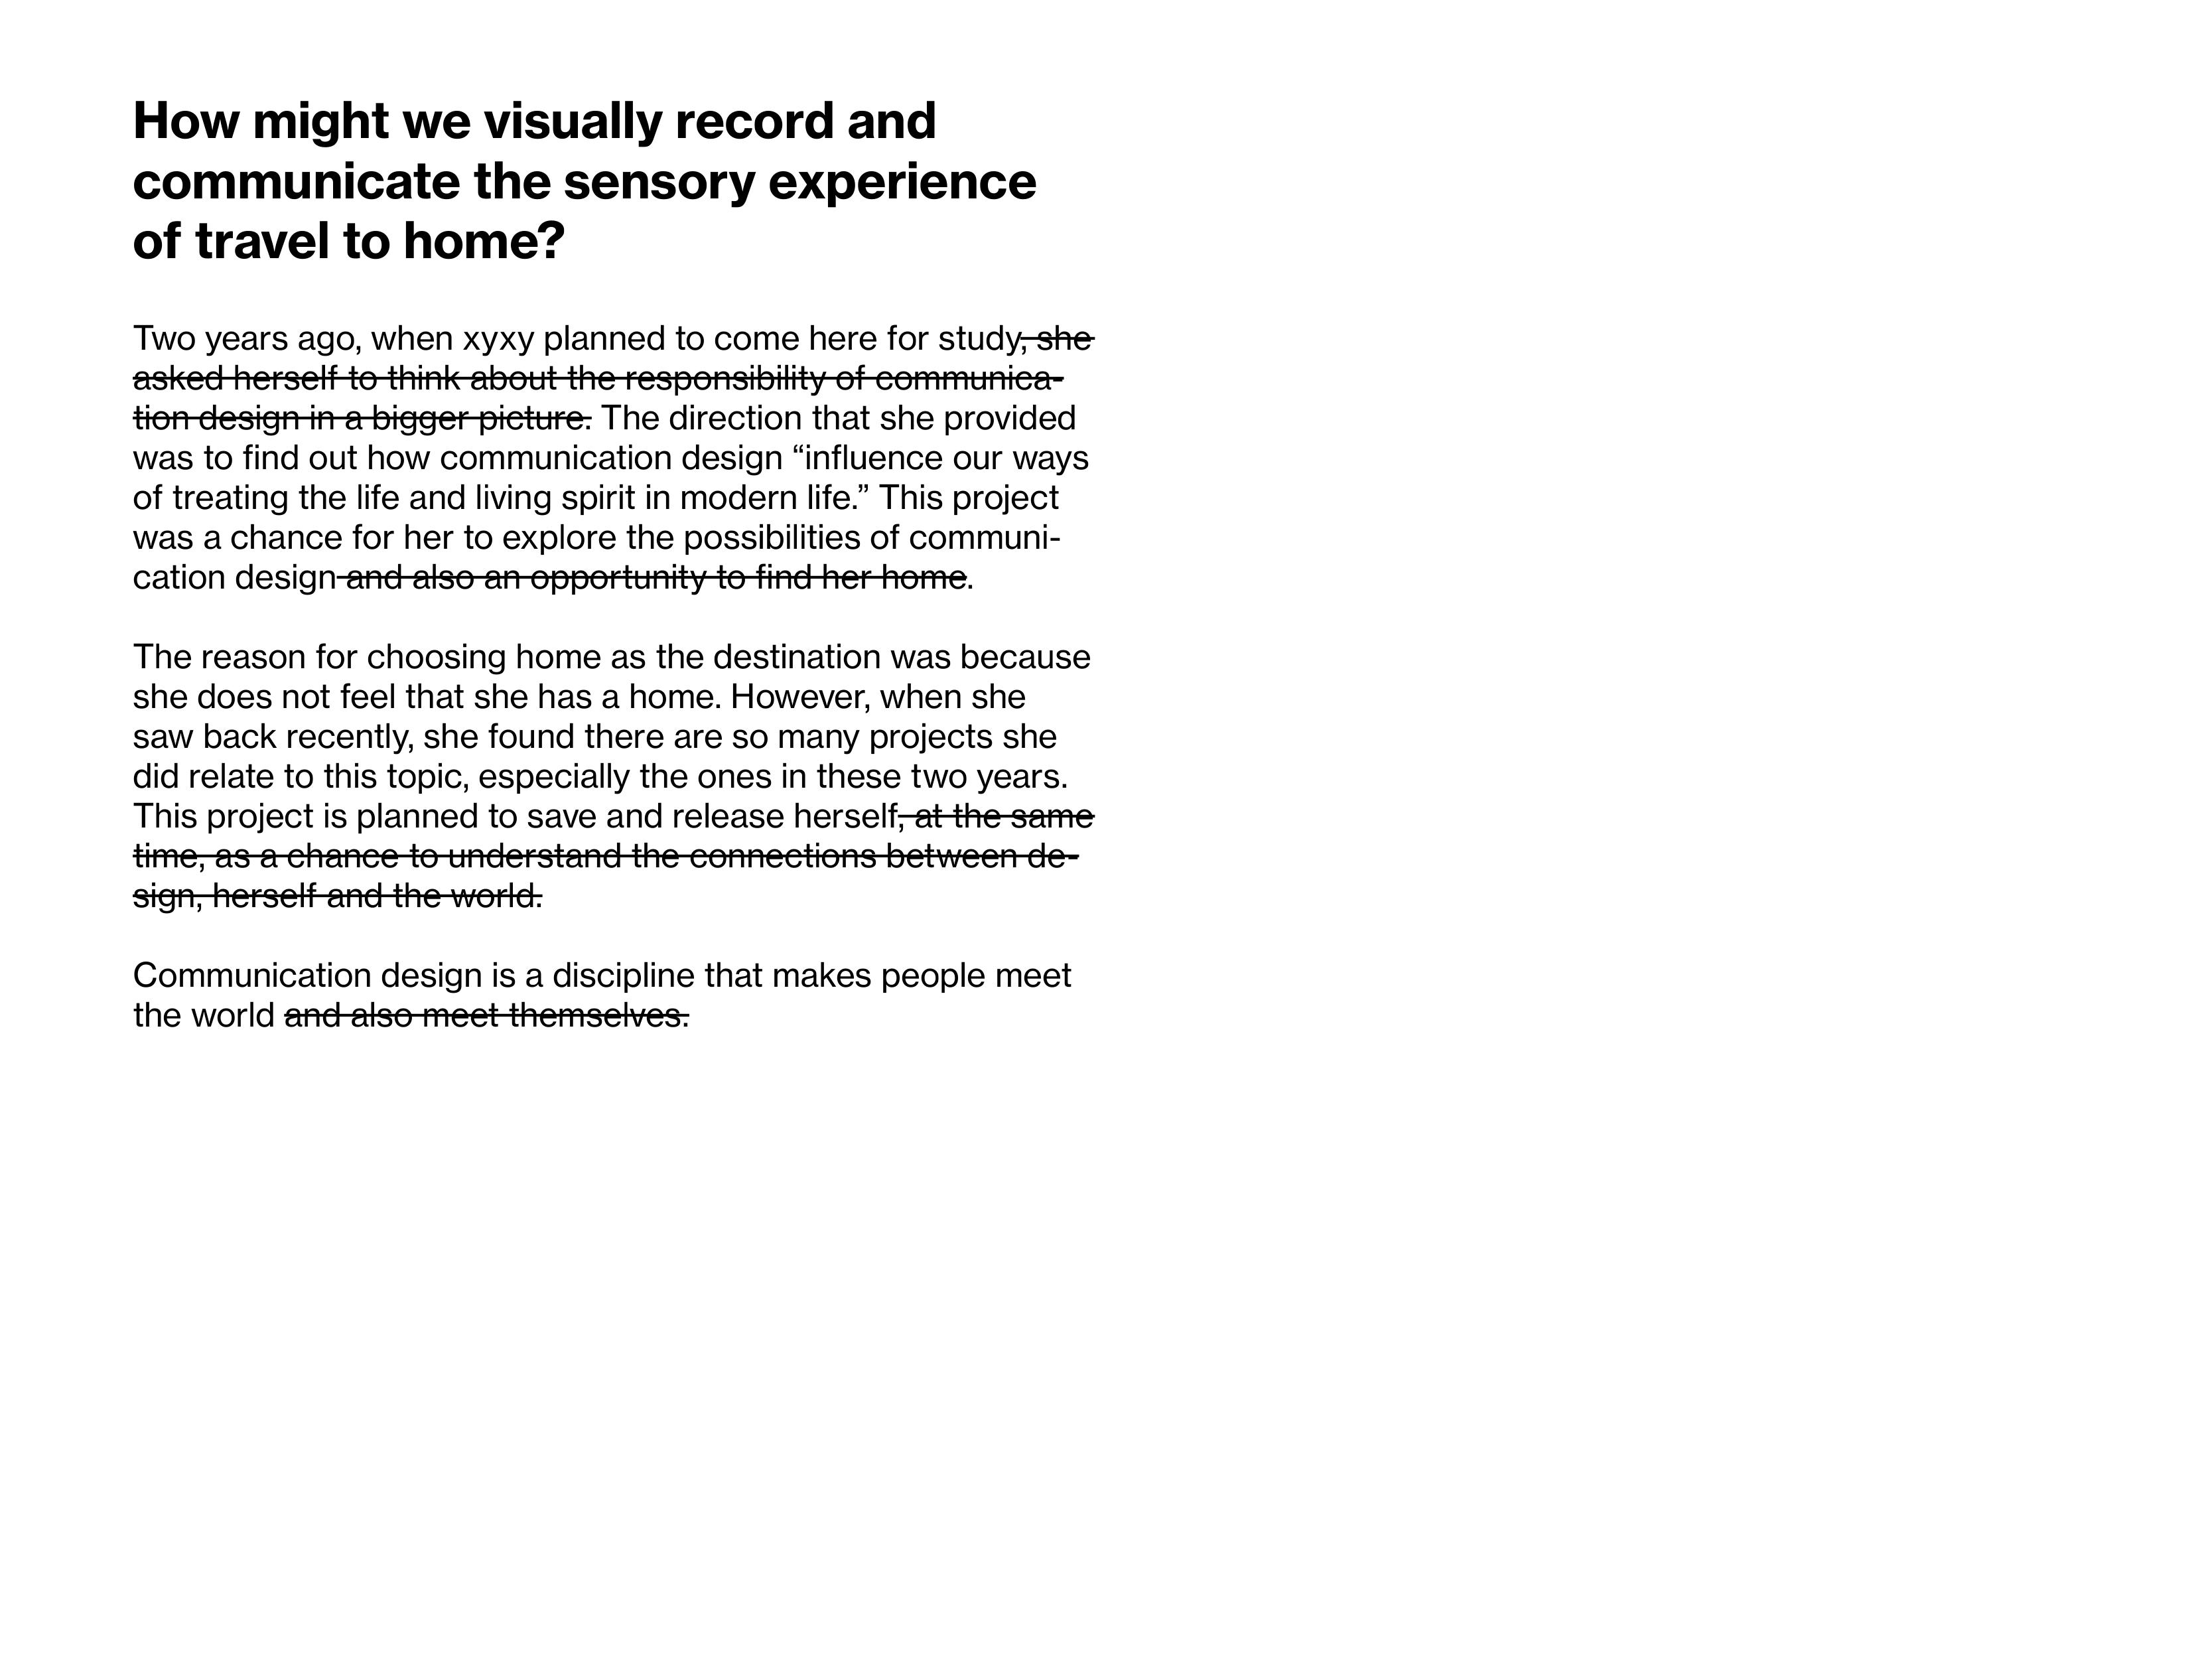 How might we visually record and
communicate the sensory experience
of travel to home?
Two years ago, when xyxy planned to come here for study, she
asked herself to think about the responsibility of communica-
tion design in a bigger picture. The direction that she provided
was to find out how communication design “influence our ways
of treating the life and living spirit in modern life.” This project
was a chance for her to explore the possibilities of communi-
cation design and also an opportunity to find her home.
The reason for choosing home as the destination was because
she does not feel that she has a home. However, when she
saw back recently, she found there are so many projects she
did relate to this topic, especially the ones in these two years.
This project is planned to save and release herself, at the same
time, as a chance to understand the connections between de-
sign, herself and the world.
Communication design is a discipline that makes people meet
the world and also meet themselves.